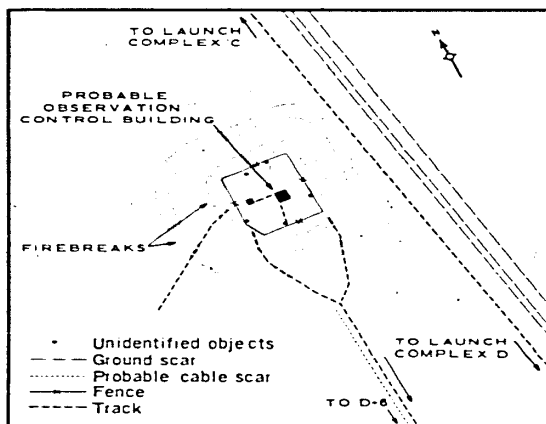 TO LAUNCH
COMPLEX C
N
PROBABLE
OBSERVATION
CONTROL BUILDING
FIREBREAKS
TO LAUNCH
COMPLEX D
TO D-6
Unidentified objects
Ground scar
Probable cable scar
Fence
Track